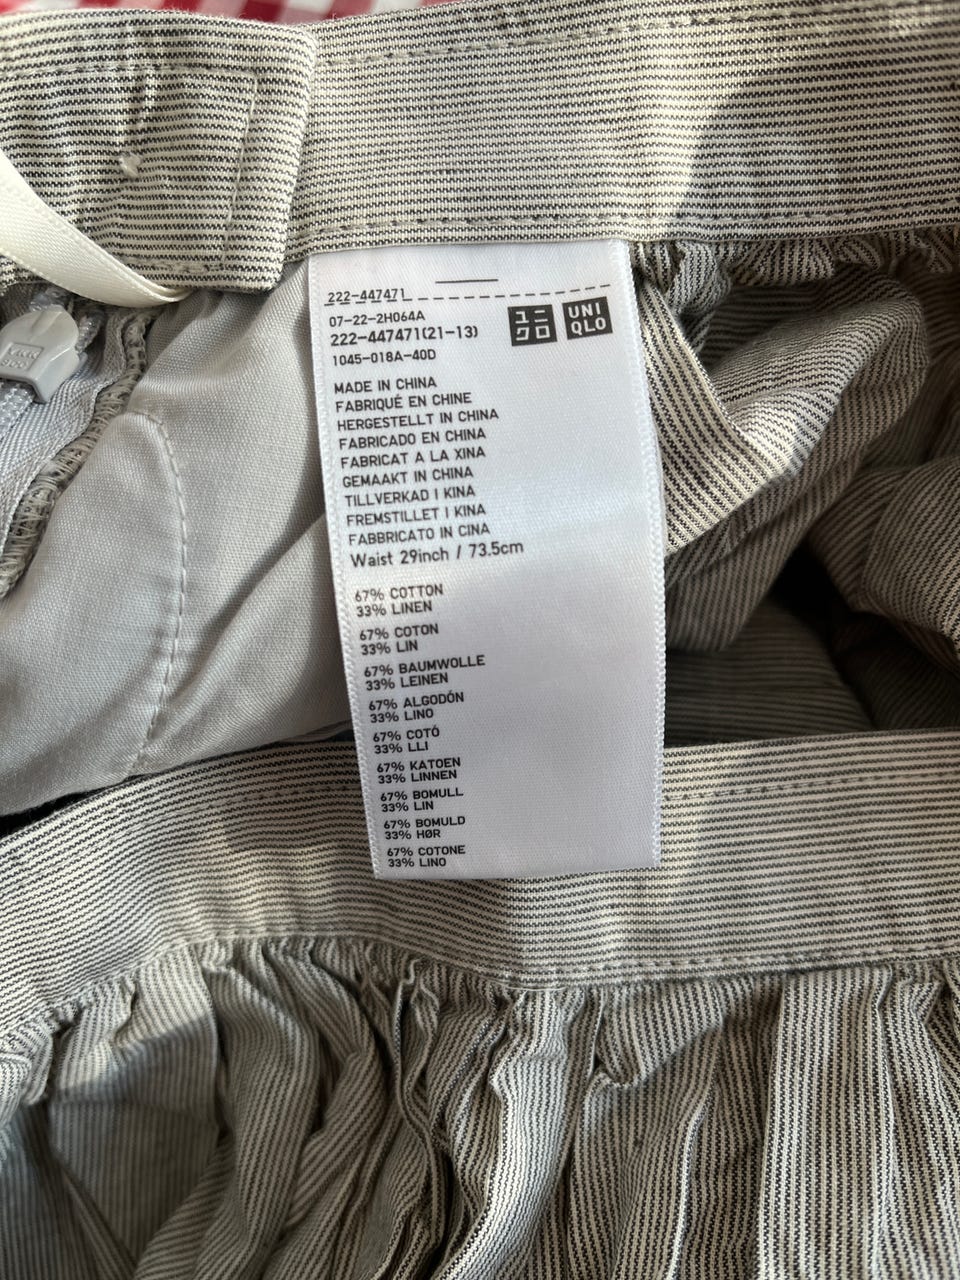 222-447471
07-22-2H064A
222-447471(21-13)
1045-018A-40D
ユニ
クロ
UNI
QLO
MADE IN CHINA
FABRIQUÉ EN CHINE
HERGESTELLT IN CHINA
FABRICADO EN CHINA
FABRICAT A LA XINA
GEMAAKT IN CHINA
TILLVERKAD I KINA
FREMSTILLET I KINA
FABBRICATO IN CINA
Waist 29inch / 73.5cm
67% COTTON
33% LINEN
67% COTON
33% LIN
67% BAUMWOLLE
33% LEINEN
67% ALGODÓN
33% LINO
67% COTÓ
33% LLI
67% KATOEN
33% LINNEN
67% BOMULL
33% LIN
67% BOMULD
33% HØR
67% COTONE
33% LINO